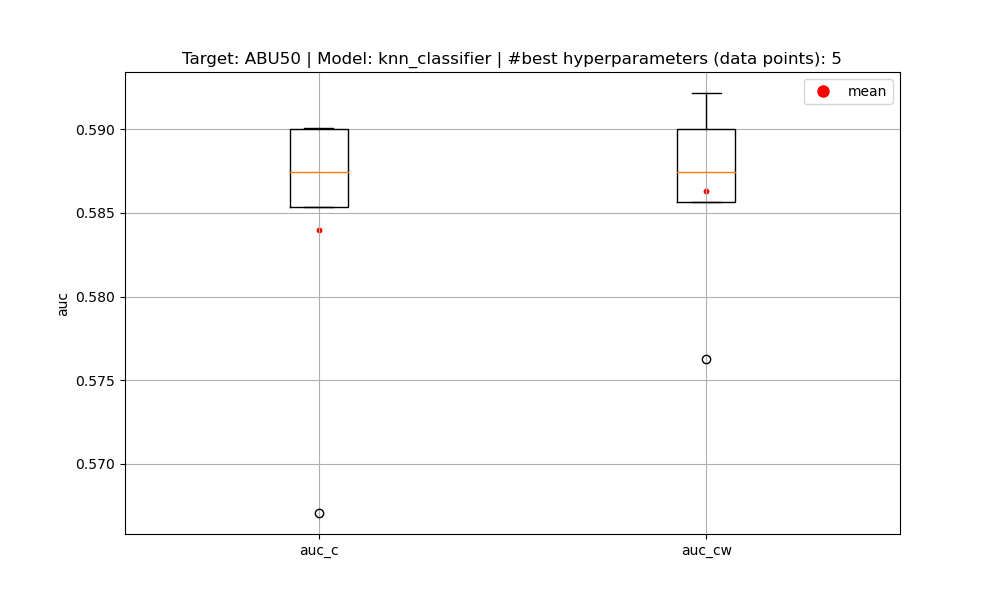 Target: ABU50 | Model: knn_classifier | #best hyperparameters (data points): 5
mean
0.590
0.585
0.580
0.575
0.570
auc
auc_c
auc_cw